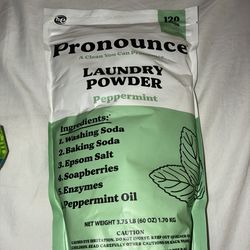 120
Pronounce
A Clean You Can Pronounce
LAUNDRY
POWDER
Peppermint
Ingredients:
1. Washing Soda
2. Baking Soda
3. Epsom Salt
4. Soapberries
5. Enzymes
Peppermint Oil
NET WEIGHT 3.75 LB (60 OZ) 1.70 KG
CAUTION